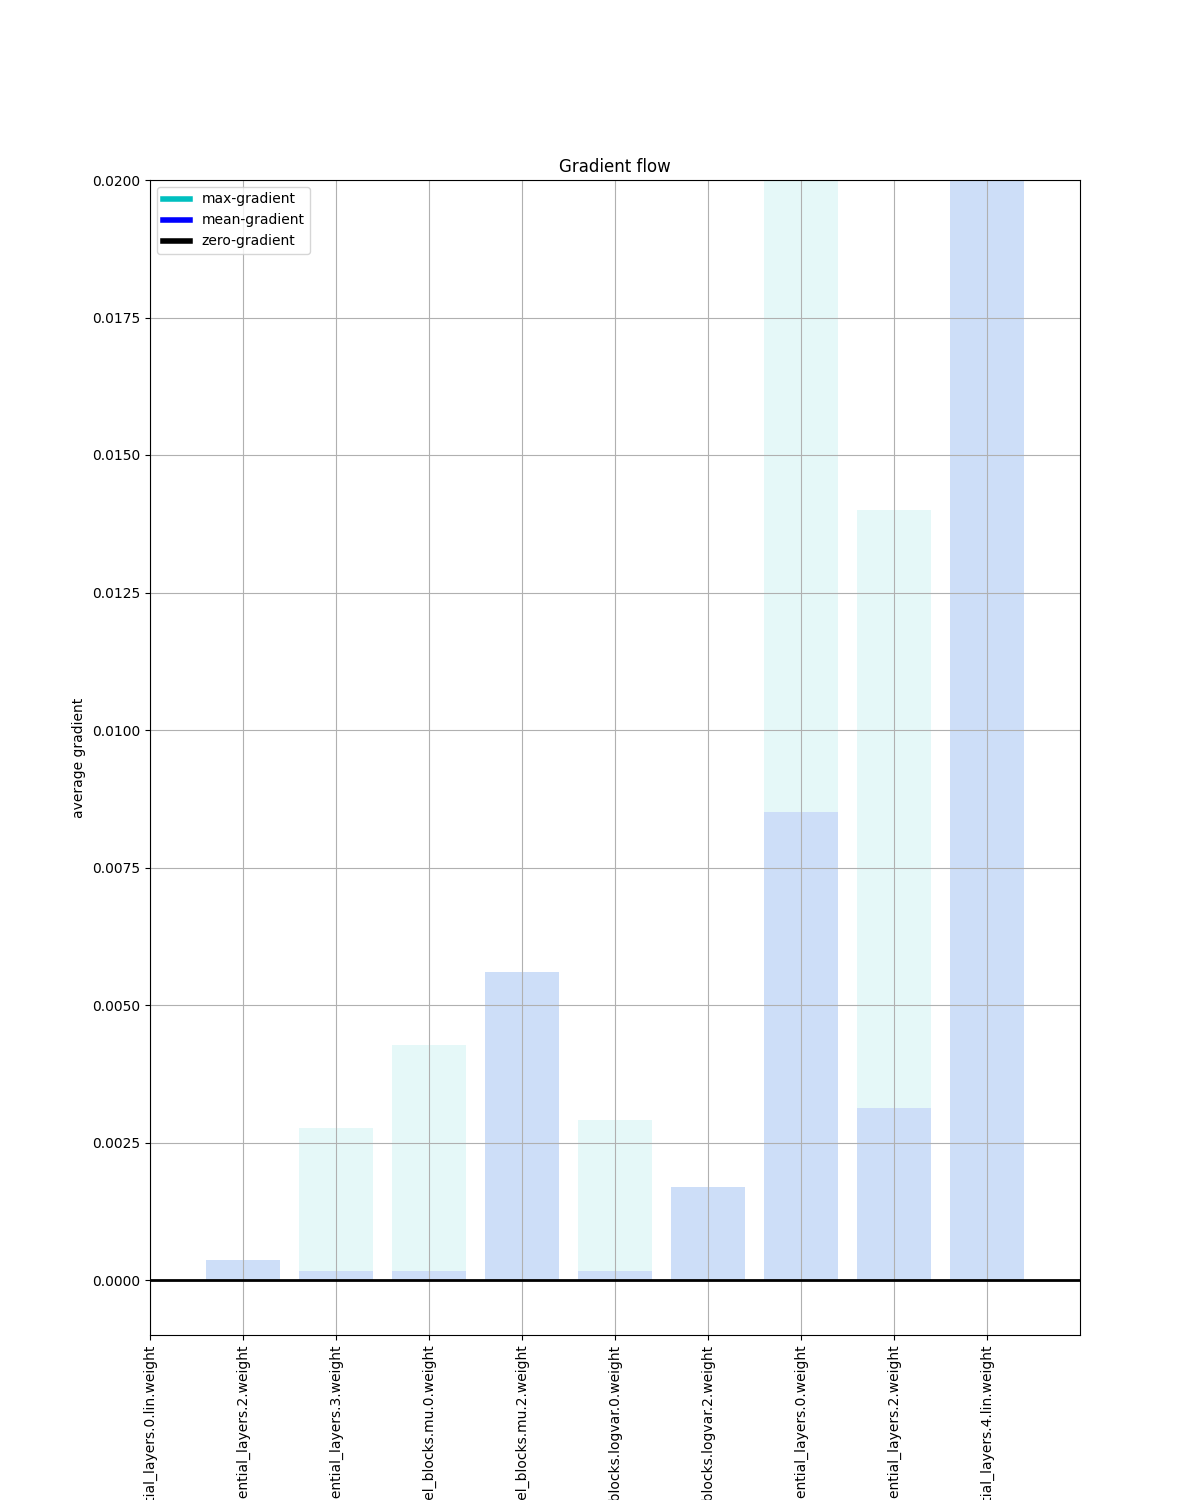 Gradient flow
max-gradient
mean-gradient
zero-gradient
0.0200
0.0175
0.0150
0.0125
0.0100
0.0075
0.0050
0.0025
0.0000
average gradient
tial_layers.0.lin.weight
ential_layers.2.weight
ential_layers.3.weight
el_blocks.mu.0.weight
el_blocks.mu.2.weight
blocks.logvar.0.weight
blocks.logvar.2.weight
ential_layers.0.weight
ential_layers.2.weight
tial_layers.4.lin.weight